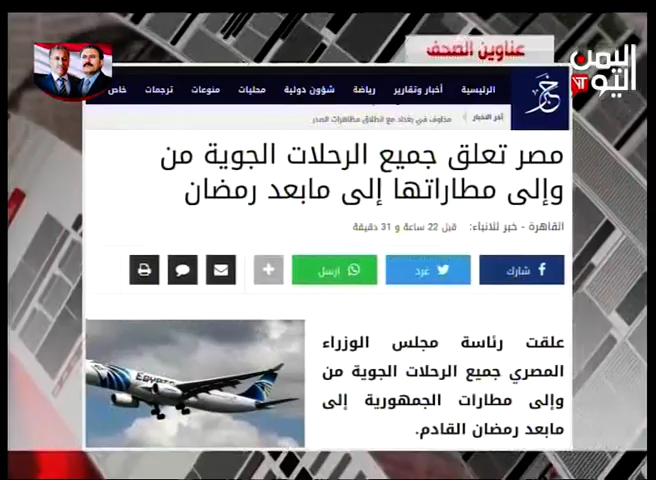 عناوين الصحف
اليمن
اليوم
خبر
الرئيسية أخبار وتقارير رياضة شؤون دولية محليات منوعات ترجمات خاص
آخر الاخبار مخاوف في بغداد مع انطلاق مظاهرات الصدر
مصر تعلق جميع الرحلات الجوية من
وإلى مطاراتها إلى مابعد رمضان
القاهرة - خبر للانباء: قبل 22 ساعة و 31 دقيقة
شارك غرد ارسل
علقت رئاسة مجلس الوزراء
المصري جميع الرحلات الجوية من
وإلى مطارات الجمهورية إلى
مابعد رمضان القادم.
EGYPTAIR